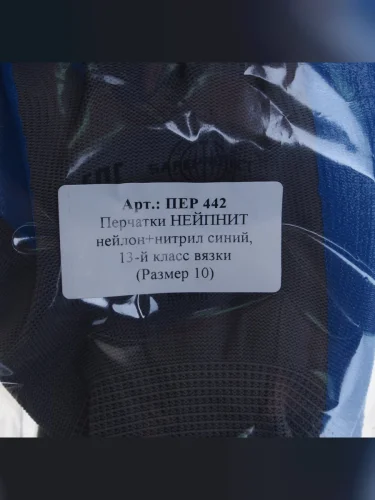 Арт.: ПЕР 442
Перчатки НЕЙПНИТ
нейлон+нитрил синий,
13-й класс вязки
(Размер 10)